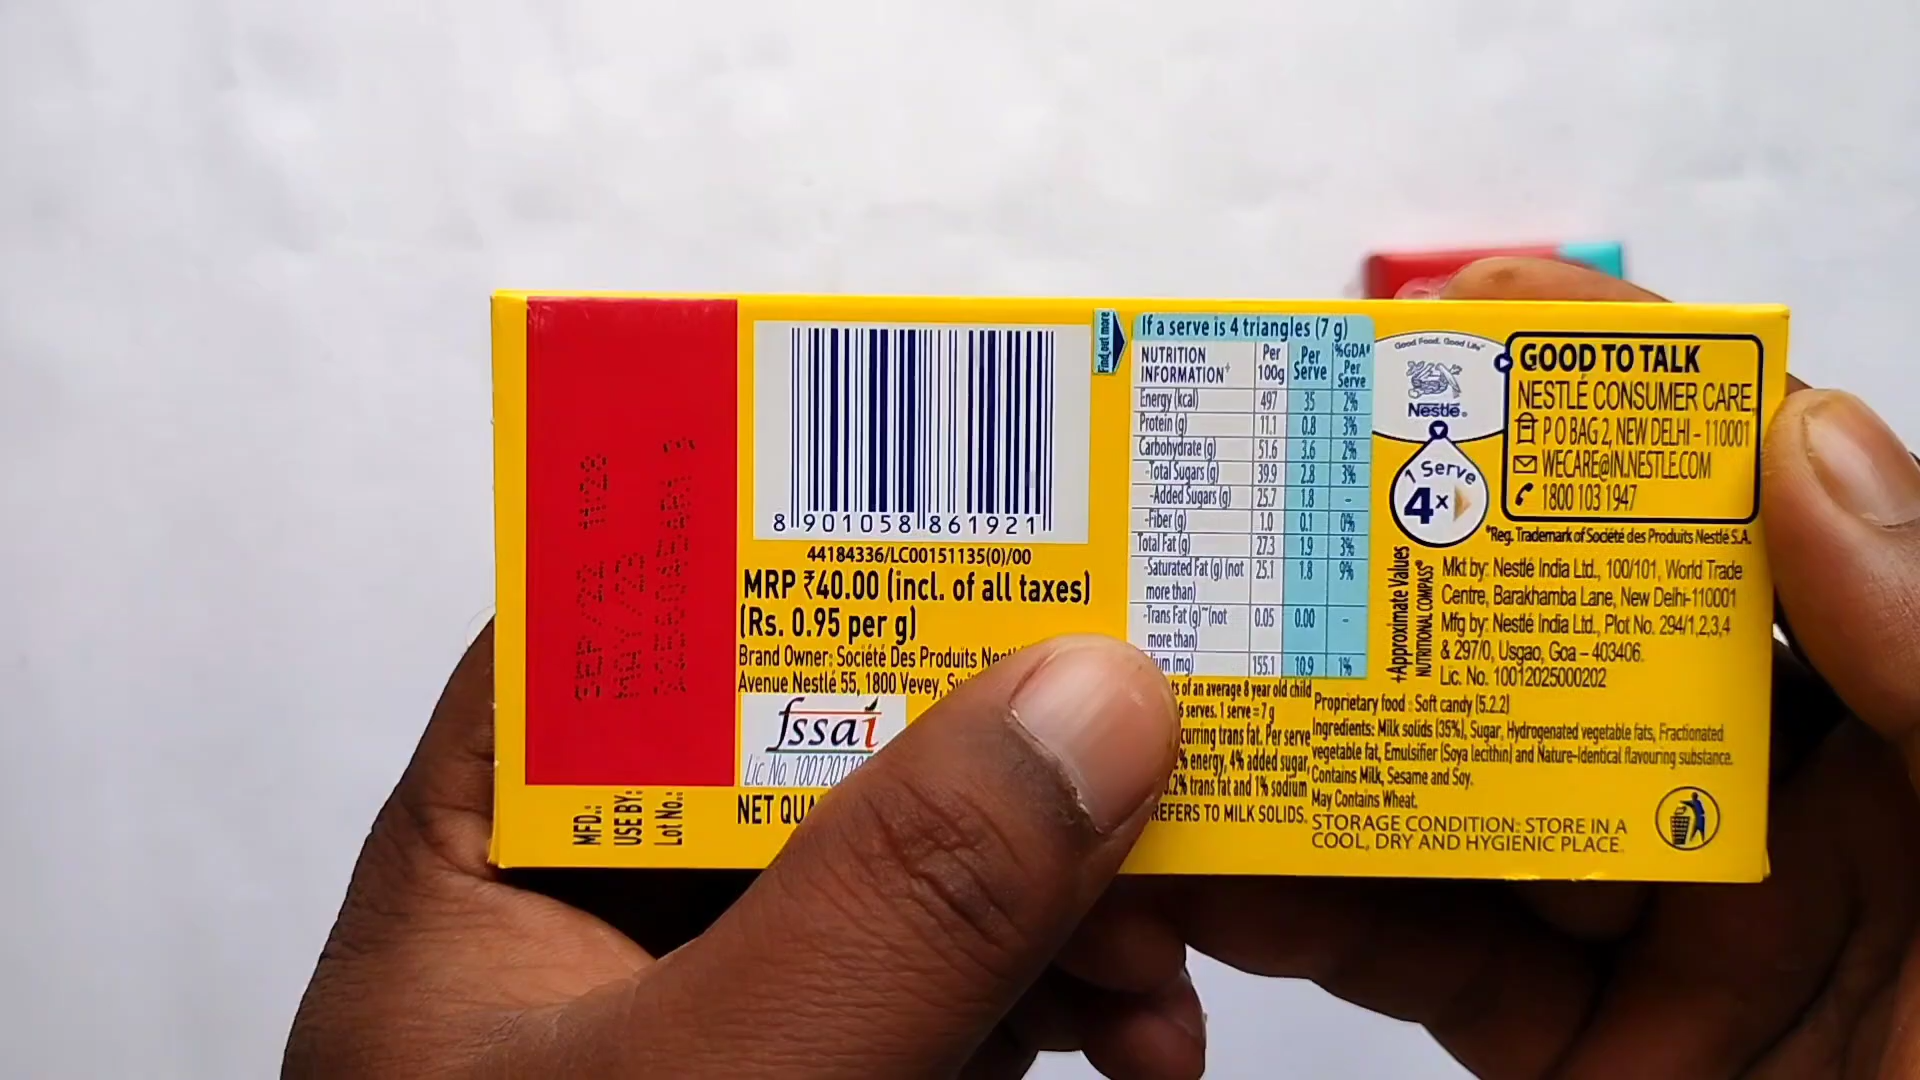 SEP/22 11:28
MAY/23
MFD.:
USE BY:
Lot No.:
8 901058 861921
44184336/LC00151135(0)/00
MRP ₹40.00 (incl. of all taxes)
(Rs. 0.95 per g)
Brand Owner: Société Des Produits
Avenue Nestlé 55, 1800 Vevey,
fssai
Lic. No. 10012011
NET
Find out more
If a serve is 4 triangles (7 g)
NUTRITION INFORMATION+ Per 100g Per Serve %GDA# Per Serve
Energy (kcal) 497 35 2%
Protein (g) 11.1 0.8 3%
Carbohydrate (g) 51.6 3.6 2%
-Total Sugars (g) 39.9 2.8 3%
-Added Sugars (g) 25.7 1.8 -
-Fiber (g) 1.0 0.1 0%
Total Fat (g) 27.3 1.9 3%
-Saturated Fat (g) (not more than) 25.1 1.8 9%
-Trans Fat (g)~ (not more than) 0.05 0.00 -
(mg) 155.1 10.9 1%
of an average 8 year old child
6 serves. 1 serve = 7 g
trans fat. Per serve
energy, 4% added sugar,
trans fat and 1% sodium
REFERS TO MILK SOLIDS.
Good Food, Good Life
Nestlé®
1 Serve
4x
+Approximate Values
NUTRITIONAL COMPASS®
GOOD TO TALK
NESTLÉ CONSUMER CARE,
P O BAG 2, NEW DELHI - 110001
WECARE@IN.NESTLE.COM
1800 103 1947
*Reg. Trademark of Société des Produits Nestlé S.A.
Mkt by: Nestlé India Ltd., 100/101, World Trade
Centre, Barakhamba Lane, New Delhi-110001
Mfg by: Nestlé India Ltd., Plot No. 294/1,2,3,4
& 297/0, Usgao, Goa – 403406.
Lic. No. 10012025000202
Proprietary food : Soft candy (5.2.2)
Ingredients: Milk solids (35%), Sugar, Hydrogenated vegetable fats, Fractionated
vegetable fat, Emulsifier (Soya lecithin) and Nature-identical flavouring substance.
Contains Milk, Sesame and Soy.
May Contains Wheat.
STORAGE CONDITION: STORE IN A
COOL, DRY AND HYGIENIC PLACE.